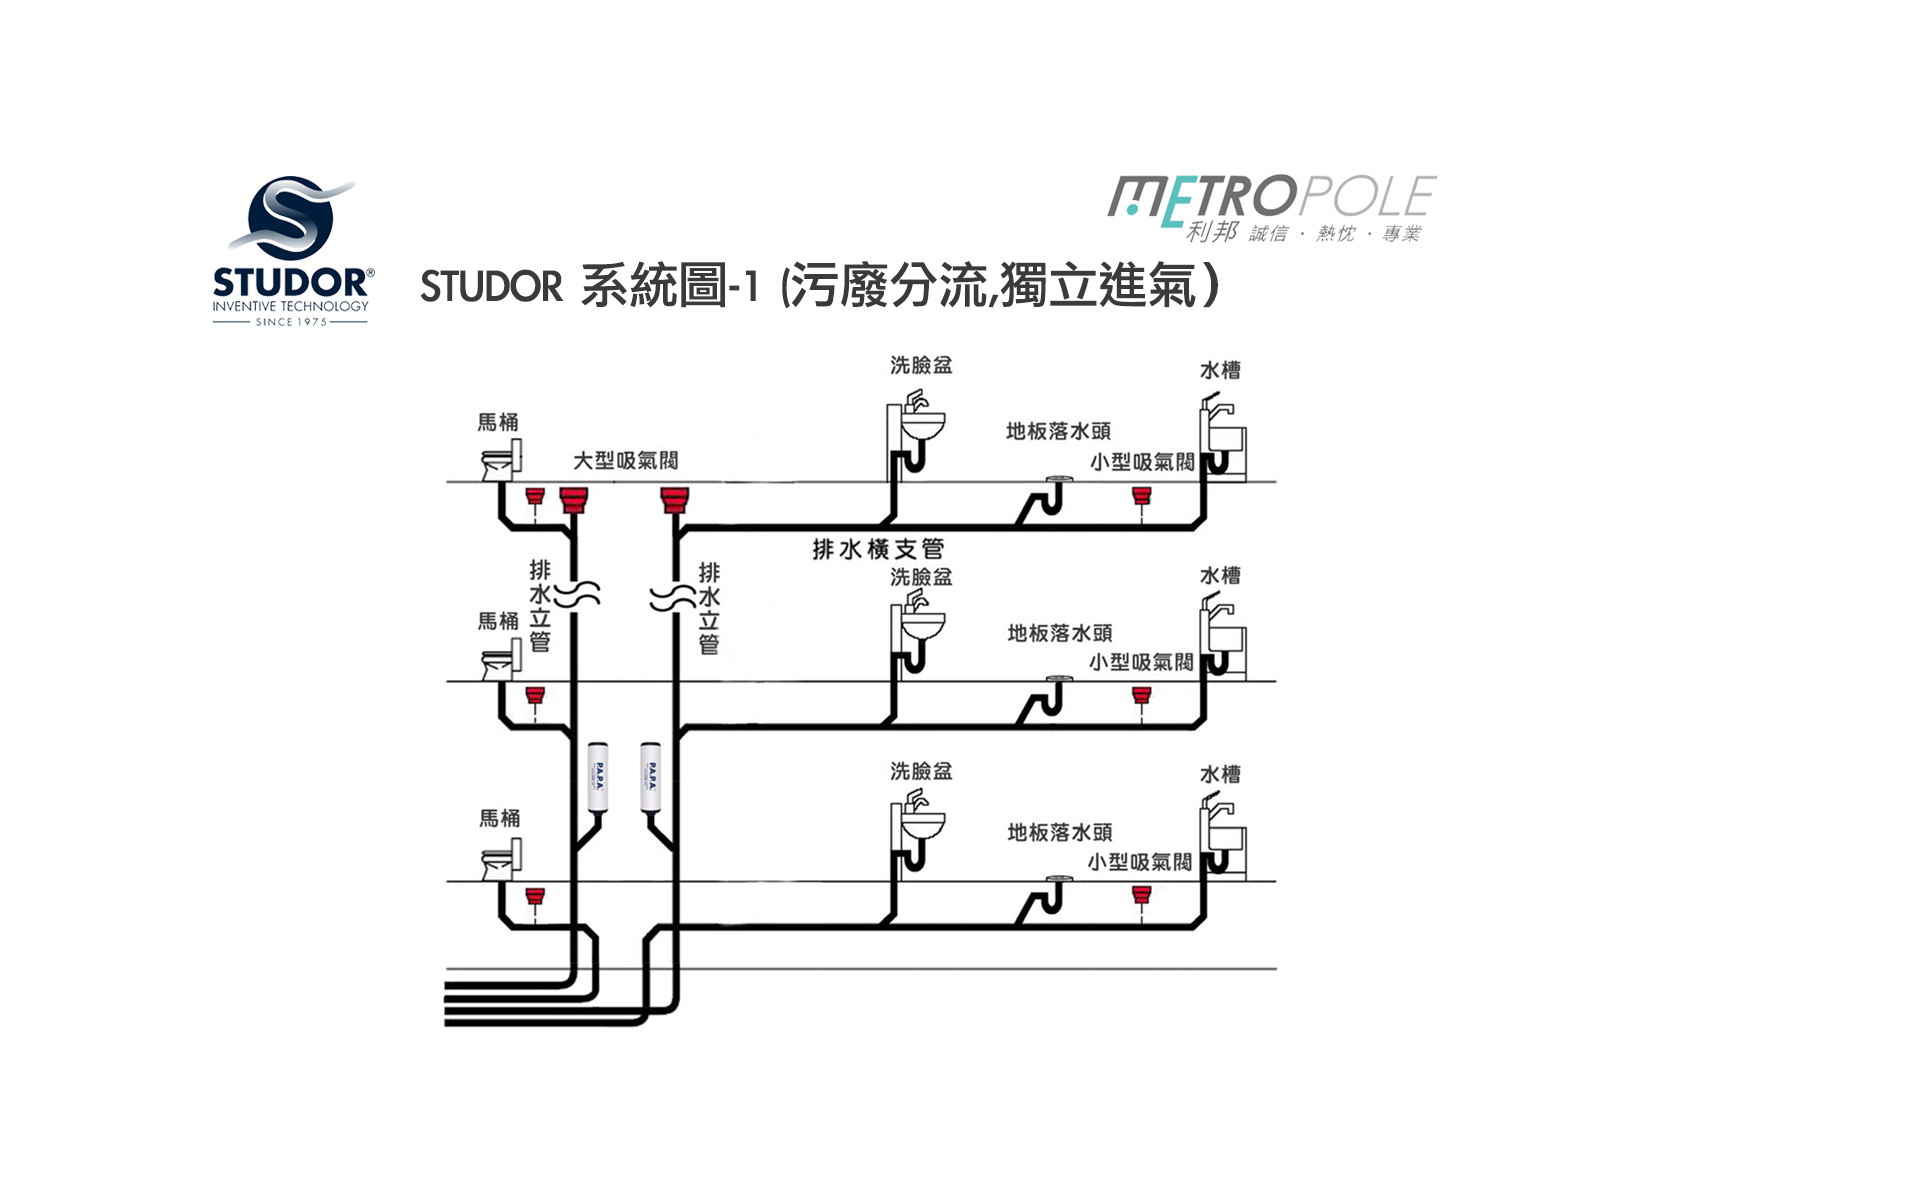 METROPOLE
利邦 誠信 · 熱忱 · 專業
STUDOR®
INVENTIVE TECHNOLOGY
SINCE 1975
STUDOR 系統圖-1 (污廢分流,獨立進氣)
洗臉盆
水槽
馬桶
地板落水頭
大型吸氣閥
小型吸氣閥
排水橫支管
排水立管
排水立管
洗臉盆
水槽
馬桶
地板落水頭
小型吸氣閥
P.A.P.A.
P.A.P.A.
洗臉盆
水槽
馬桶
地板落水頭
小型吸氣閥